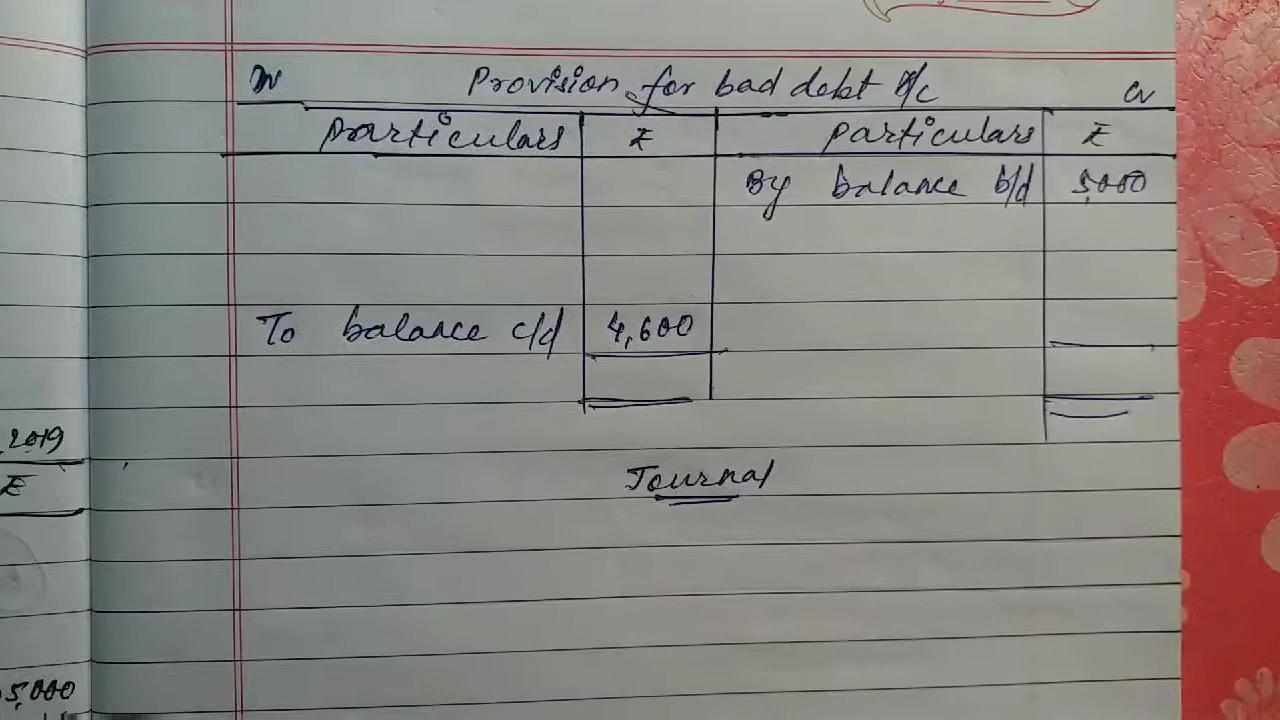 Dr Provision for bad debt A/c Cr
Particulars ₹ Particulars ₹
By balance b/d 5,000
To balance c/d 4,600
2019
₹
Journal
5,000